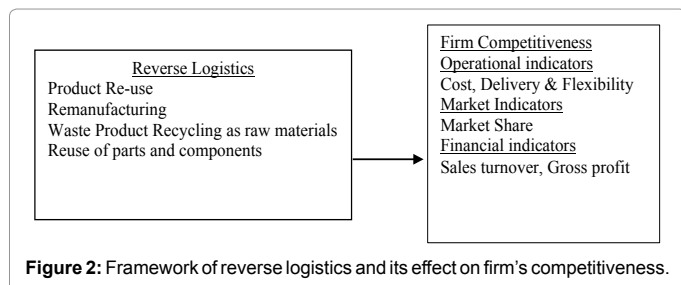 Reverse Logistics
Product Re-use
Remanufacturing
Waste Product Recycling as raw materials
Reuse of parts and components
Firm Competitiveness
Operational indicators
Cost, Delivery & Flexibility
Market Indicators
Market Share
Financial indicators
Sales turnover, Gross profit
Figure 2: Framework of reverse logistics and its effect on firm's competitiveness.